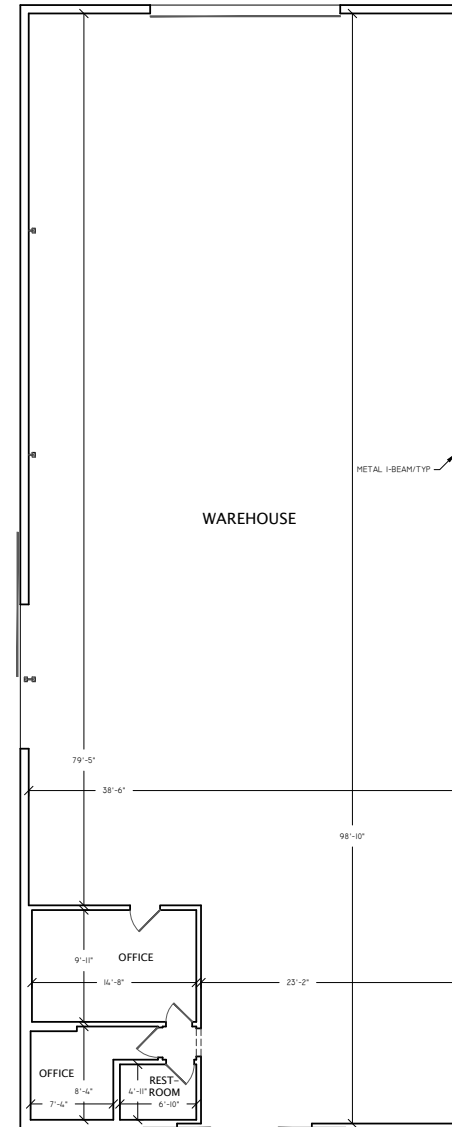 METAL I-BEAM/TYP
WAREHOUSE
79'-5"
38'-6"
98'-10"
9'-11"
OFFICE
14'-8"
23'-2"
OFFICE
8'-4"
7'-4"
4'-11"
REST-
ROOM
6'-10"